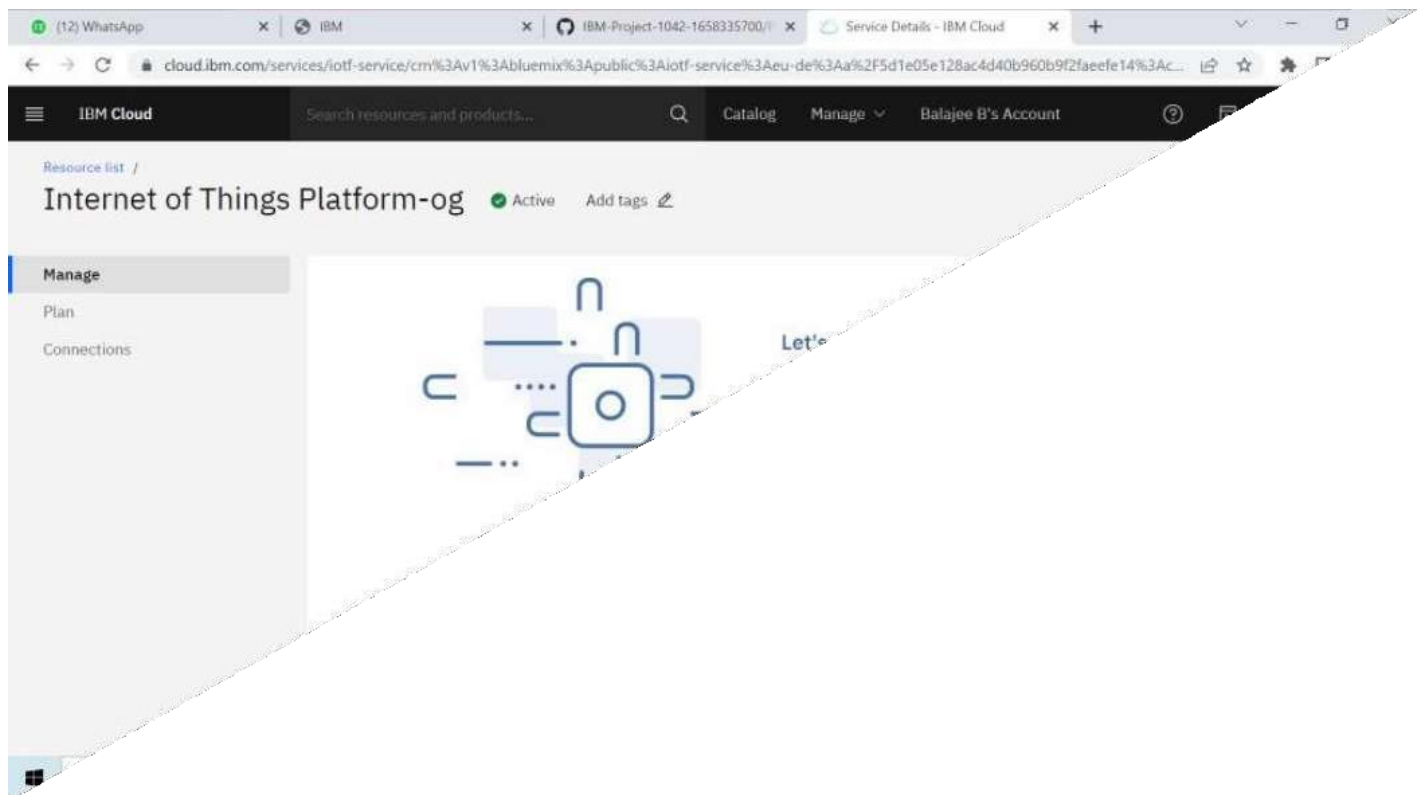 (12) WhatsApp
IBM
IBM-Project-1042-1658335700/
Service Details - IBM Cloud
cloud.ibm.com/services/iotf-service/crn%3Av1%3Abluemix%3Apublic%3Aiotf-service%3Aeu-de%3Aa%2F5d1e05e128ac4d40b960b9f2faeefe14%3Ac...
IBM Cloud
Search resources and products...
Catalog
Manage
Balajee B's Account
Resource list /
Internet of Things Platform-og
Active
Add tags
Manage
Plan
Connections
Let's